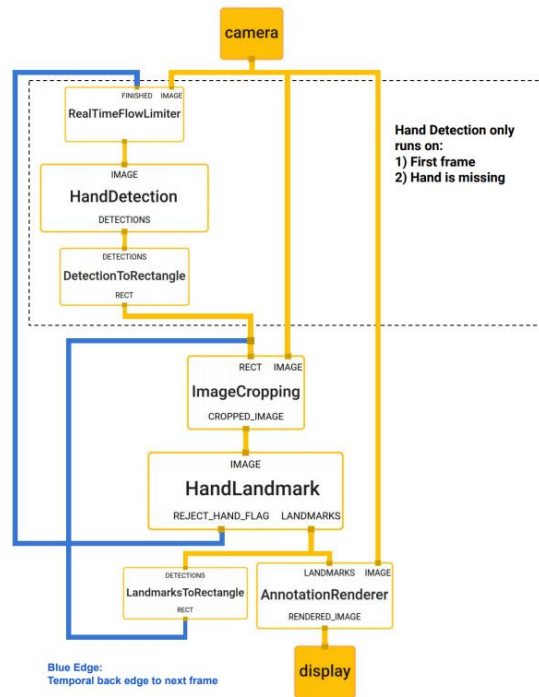 camera
FINISHED IMAGE
RealTimeFlowLimiter
Hand Detection only
runs on:
1) First frame
2) Hand is missing
IMAGE
HandDetection
DETECTIONS
DETECTIONS
DetectionToRectangle
RECT
RECT IMAGE
ImageCropping
CROPPED_IMAGE
IMAGE
HandLandmark
REJECT_HAND_FLAG LANDMARKS
DETECTIONS
LandmarksToRectangle
RECT
LANDMARKS IMAGE
AnnotationRenderer
RENDERED_IMAGE
display
Blue Edge:
Temporal back edge to next frame